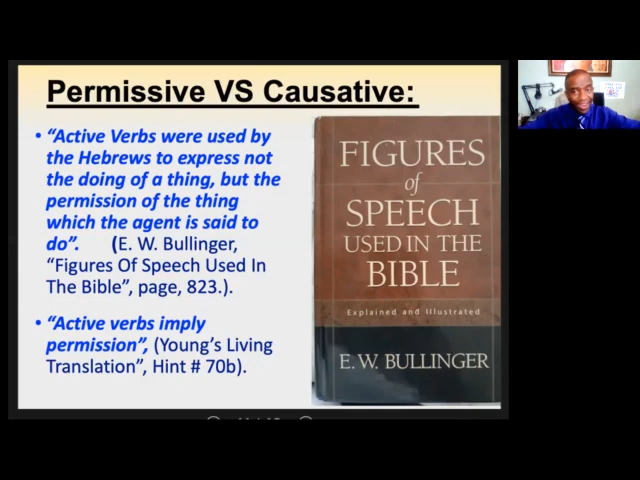 Permissive VS Causative:
• “Active Verbs were used by
the Hebrews to express not
the doing of a thing, but the
permission of the thing
which the agent is said to
do”. (E. W. Bullinger,
“Figures Of Speech Used In
The Bible”, page, 823.).
• “Active verbs imply
permission”, (Young’s Living
Translation”, Hint # 70b).
FIGURES
of
SPEECH
USED IN THE
BIBLE
Explained and Illustrated
E. W. BULLINGER